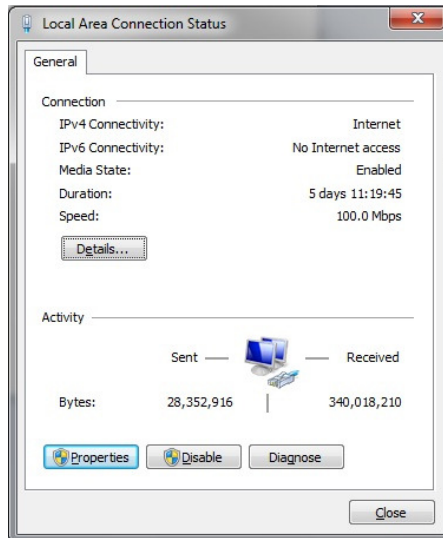 Local Area Connection Status
General
Connection
IPv4 Connectivity: Internet
IPv6 Connectivity: No Internet access
Media State: Enabled
Duration: 5 days 11:19:45
Speed: 100.0 Mbps
Details...
Activity
Sent Received
Bytes: 28,352,916 340,018,210
Properties Disable Diagnose
Close